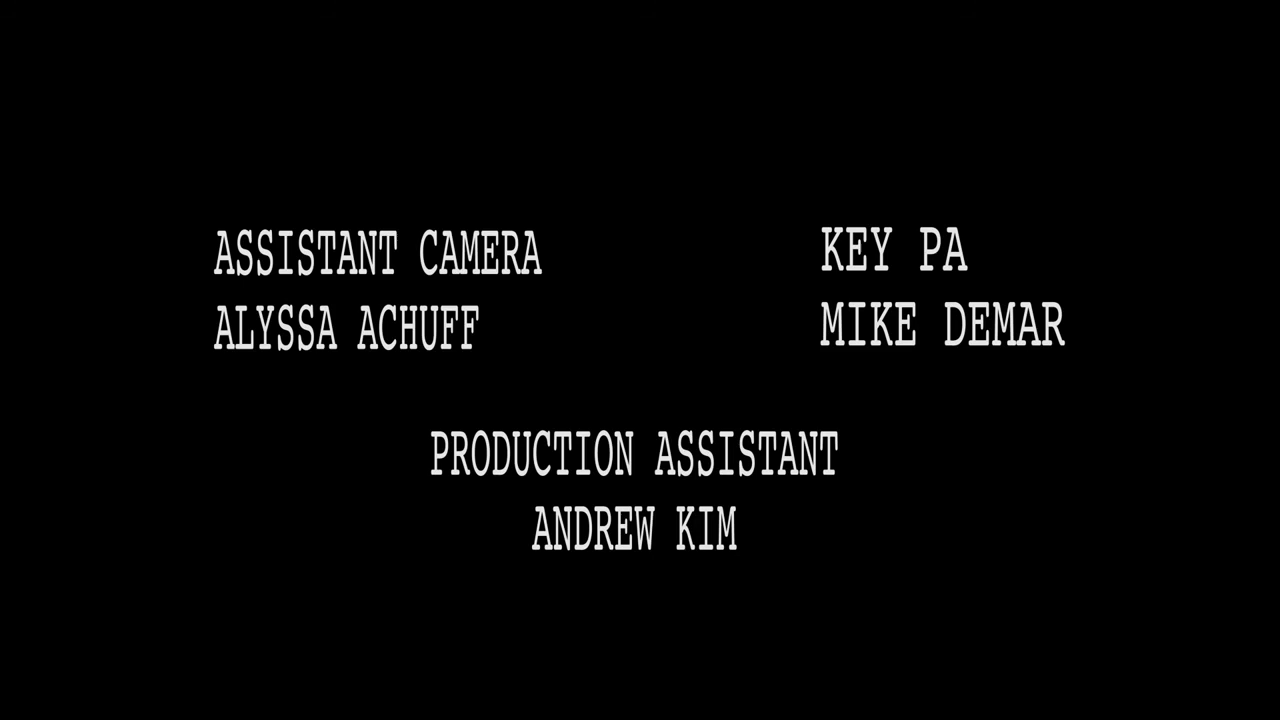 ASSISTANT CAMERA
ALYSSA ACHUFF
KEY PA
MIKE DEMAR
PRODUCTION ASSISTANT
ANDREW KIM